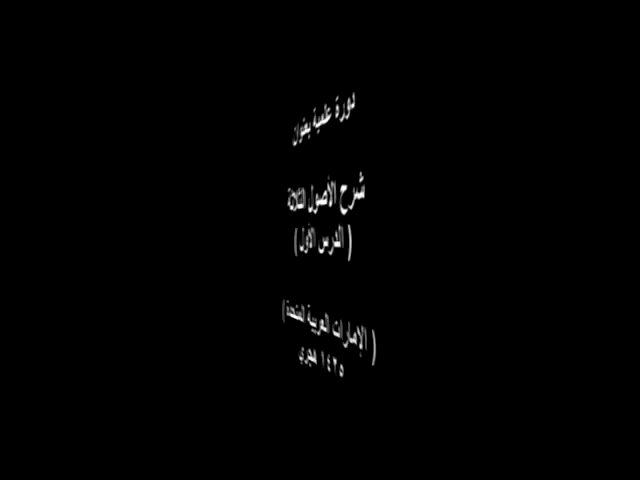 دورة علمية بعنوان
شرح الأصول الثلاثة
( الدرس الأول )
( الإمارات العربية المتحدة )
١٤٢٥ هجري